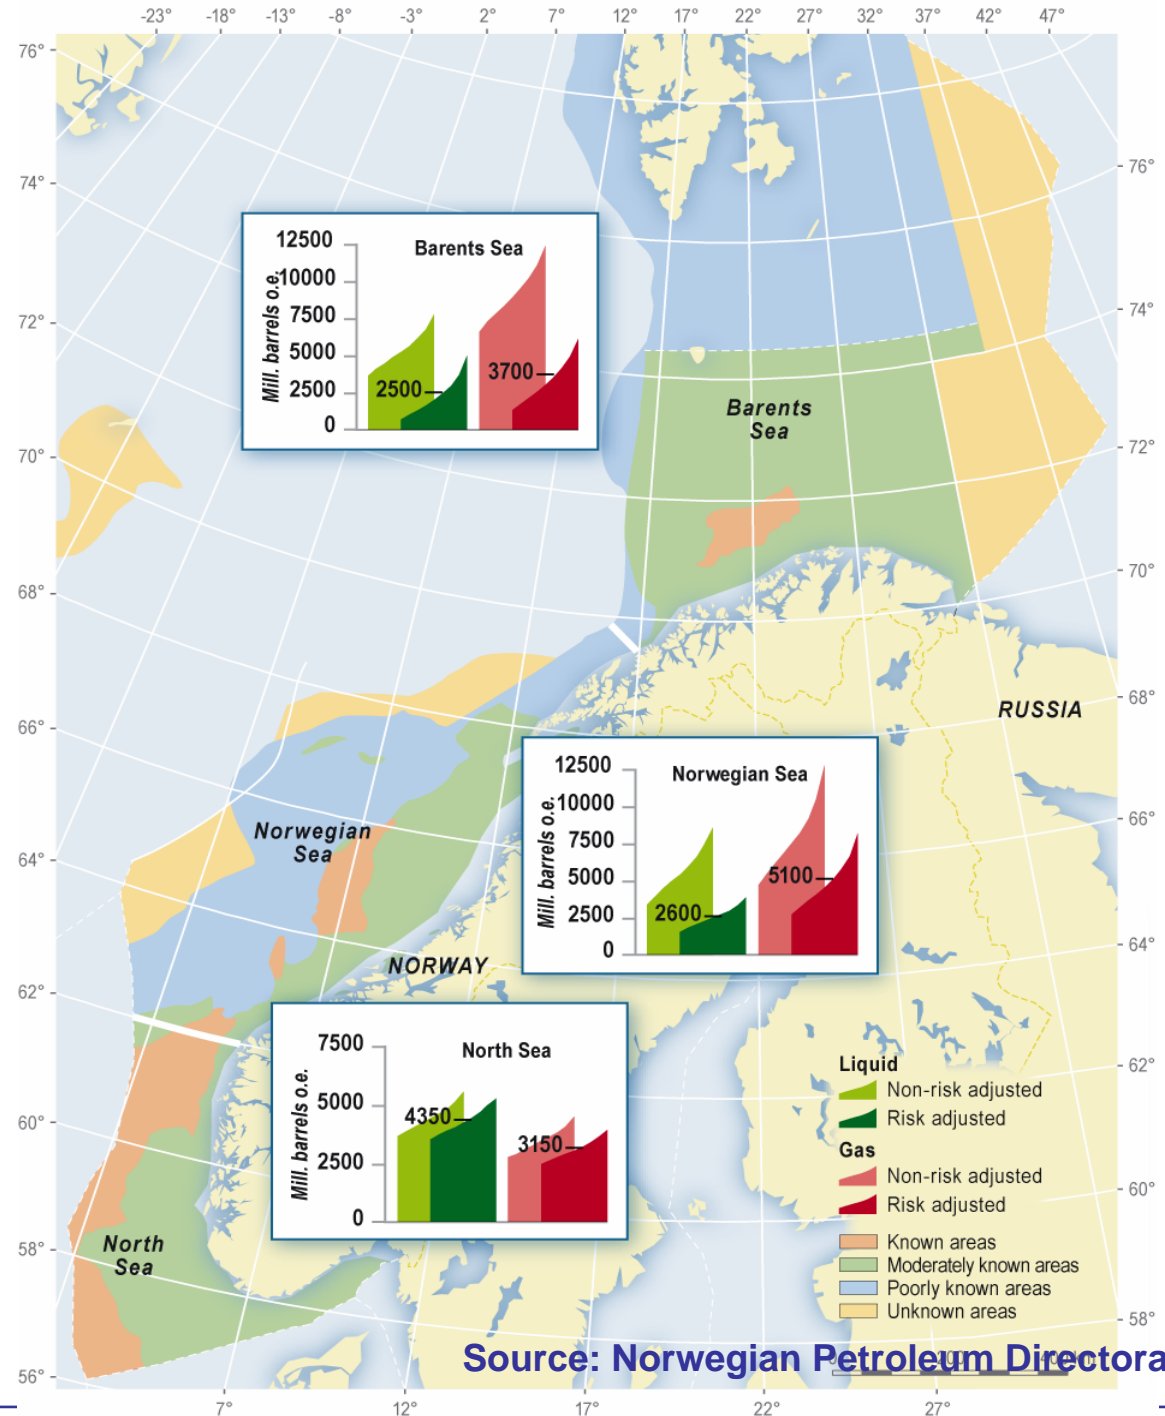 -23° -18° -13° -8° -3° 2° 7° 12° 17° 22° 27° 32° 37° 42° 47°
76°
74°
72°
70°
68°
66°
64°
62°
60°
58°
56°
76°
74°
72°
70°
68°
66°
64°
62°
60°
58°
Barents Sea
Mill. barrels o.e.
12500
10000
7500
5000
2500
0
2500
3700
Barents
Sea
RUSSIA
Norwegian Sea
Mill. barrels o.e.
12500
10000
7500
5000
2500
0
2600
5100
Norwegian
Sea
NORWAY
North Sea
Mill. barrels o.e.
7500
5000
2500
0
4350
3150
North
Sea
Liquid
Non-risk adjusted
Risk adjusted
Gas
Non-risk adjusted
Risk adjusted
Known areas
Moderately known areas
Poorly known areas
Unknown areas
Source: Norwegian Petroleum Directora
0 200 400 km
7° 12° 17° 22° 27°